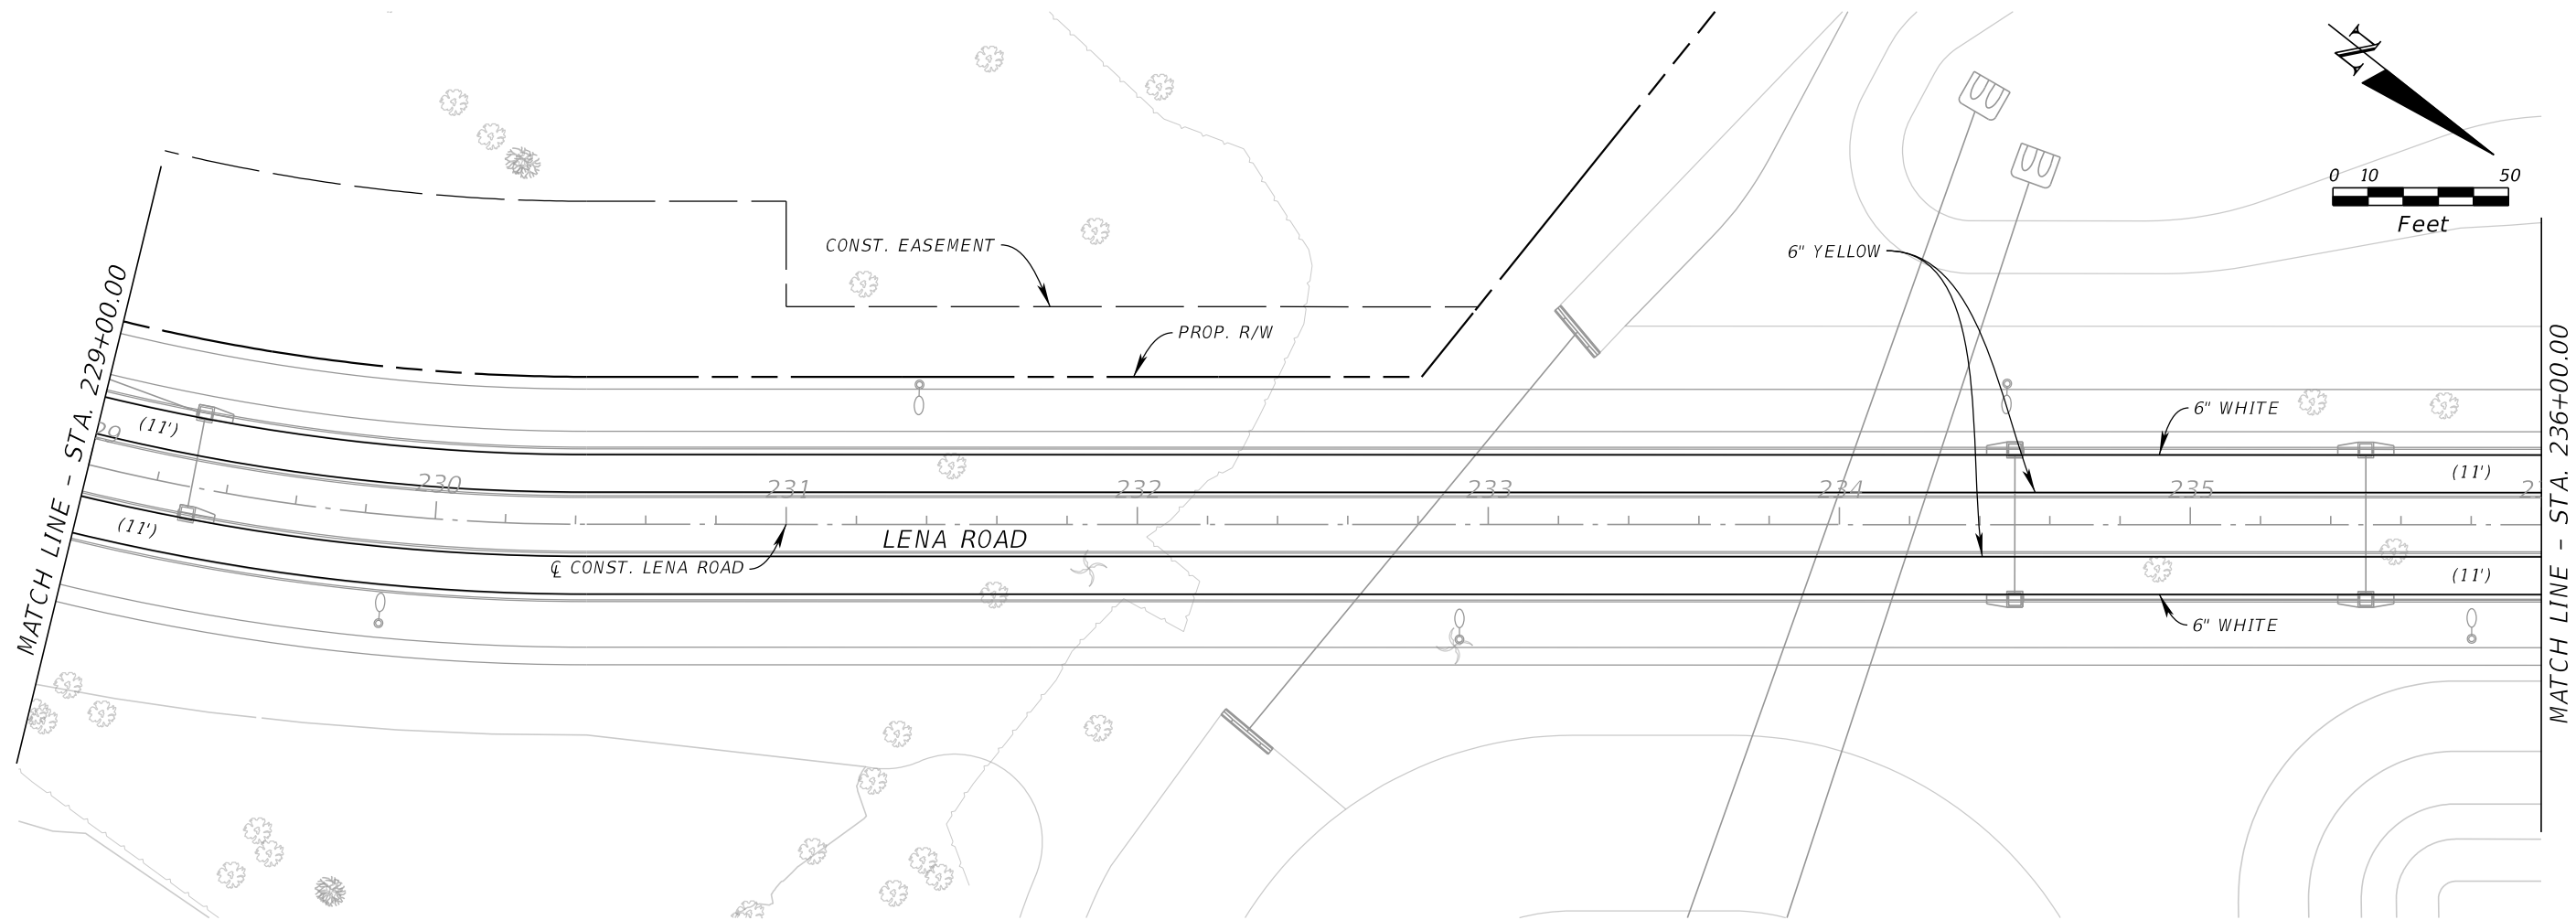 N
0 10 50
Feet
CONST. EASEMENT
6" YELLOW
PROP. R/W
MATCH LINE - STA. 229+00.00
(11')
6" WHITE
MATCH LINE - STA. 236+00.00
29
230
231
232
233
234
235
(11')
(11')
LENA ROAD
℄ CONST. LENA ROAD
(11')
6" WHITE